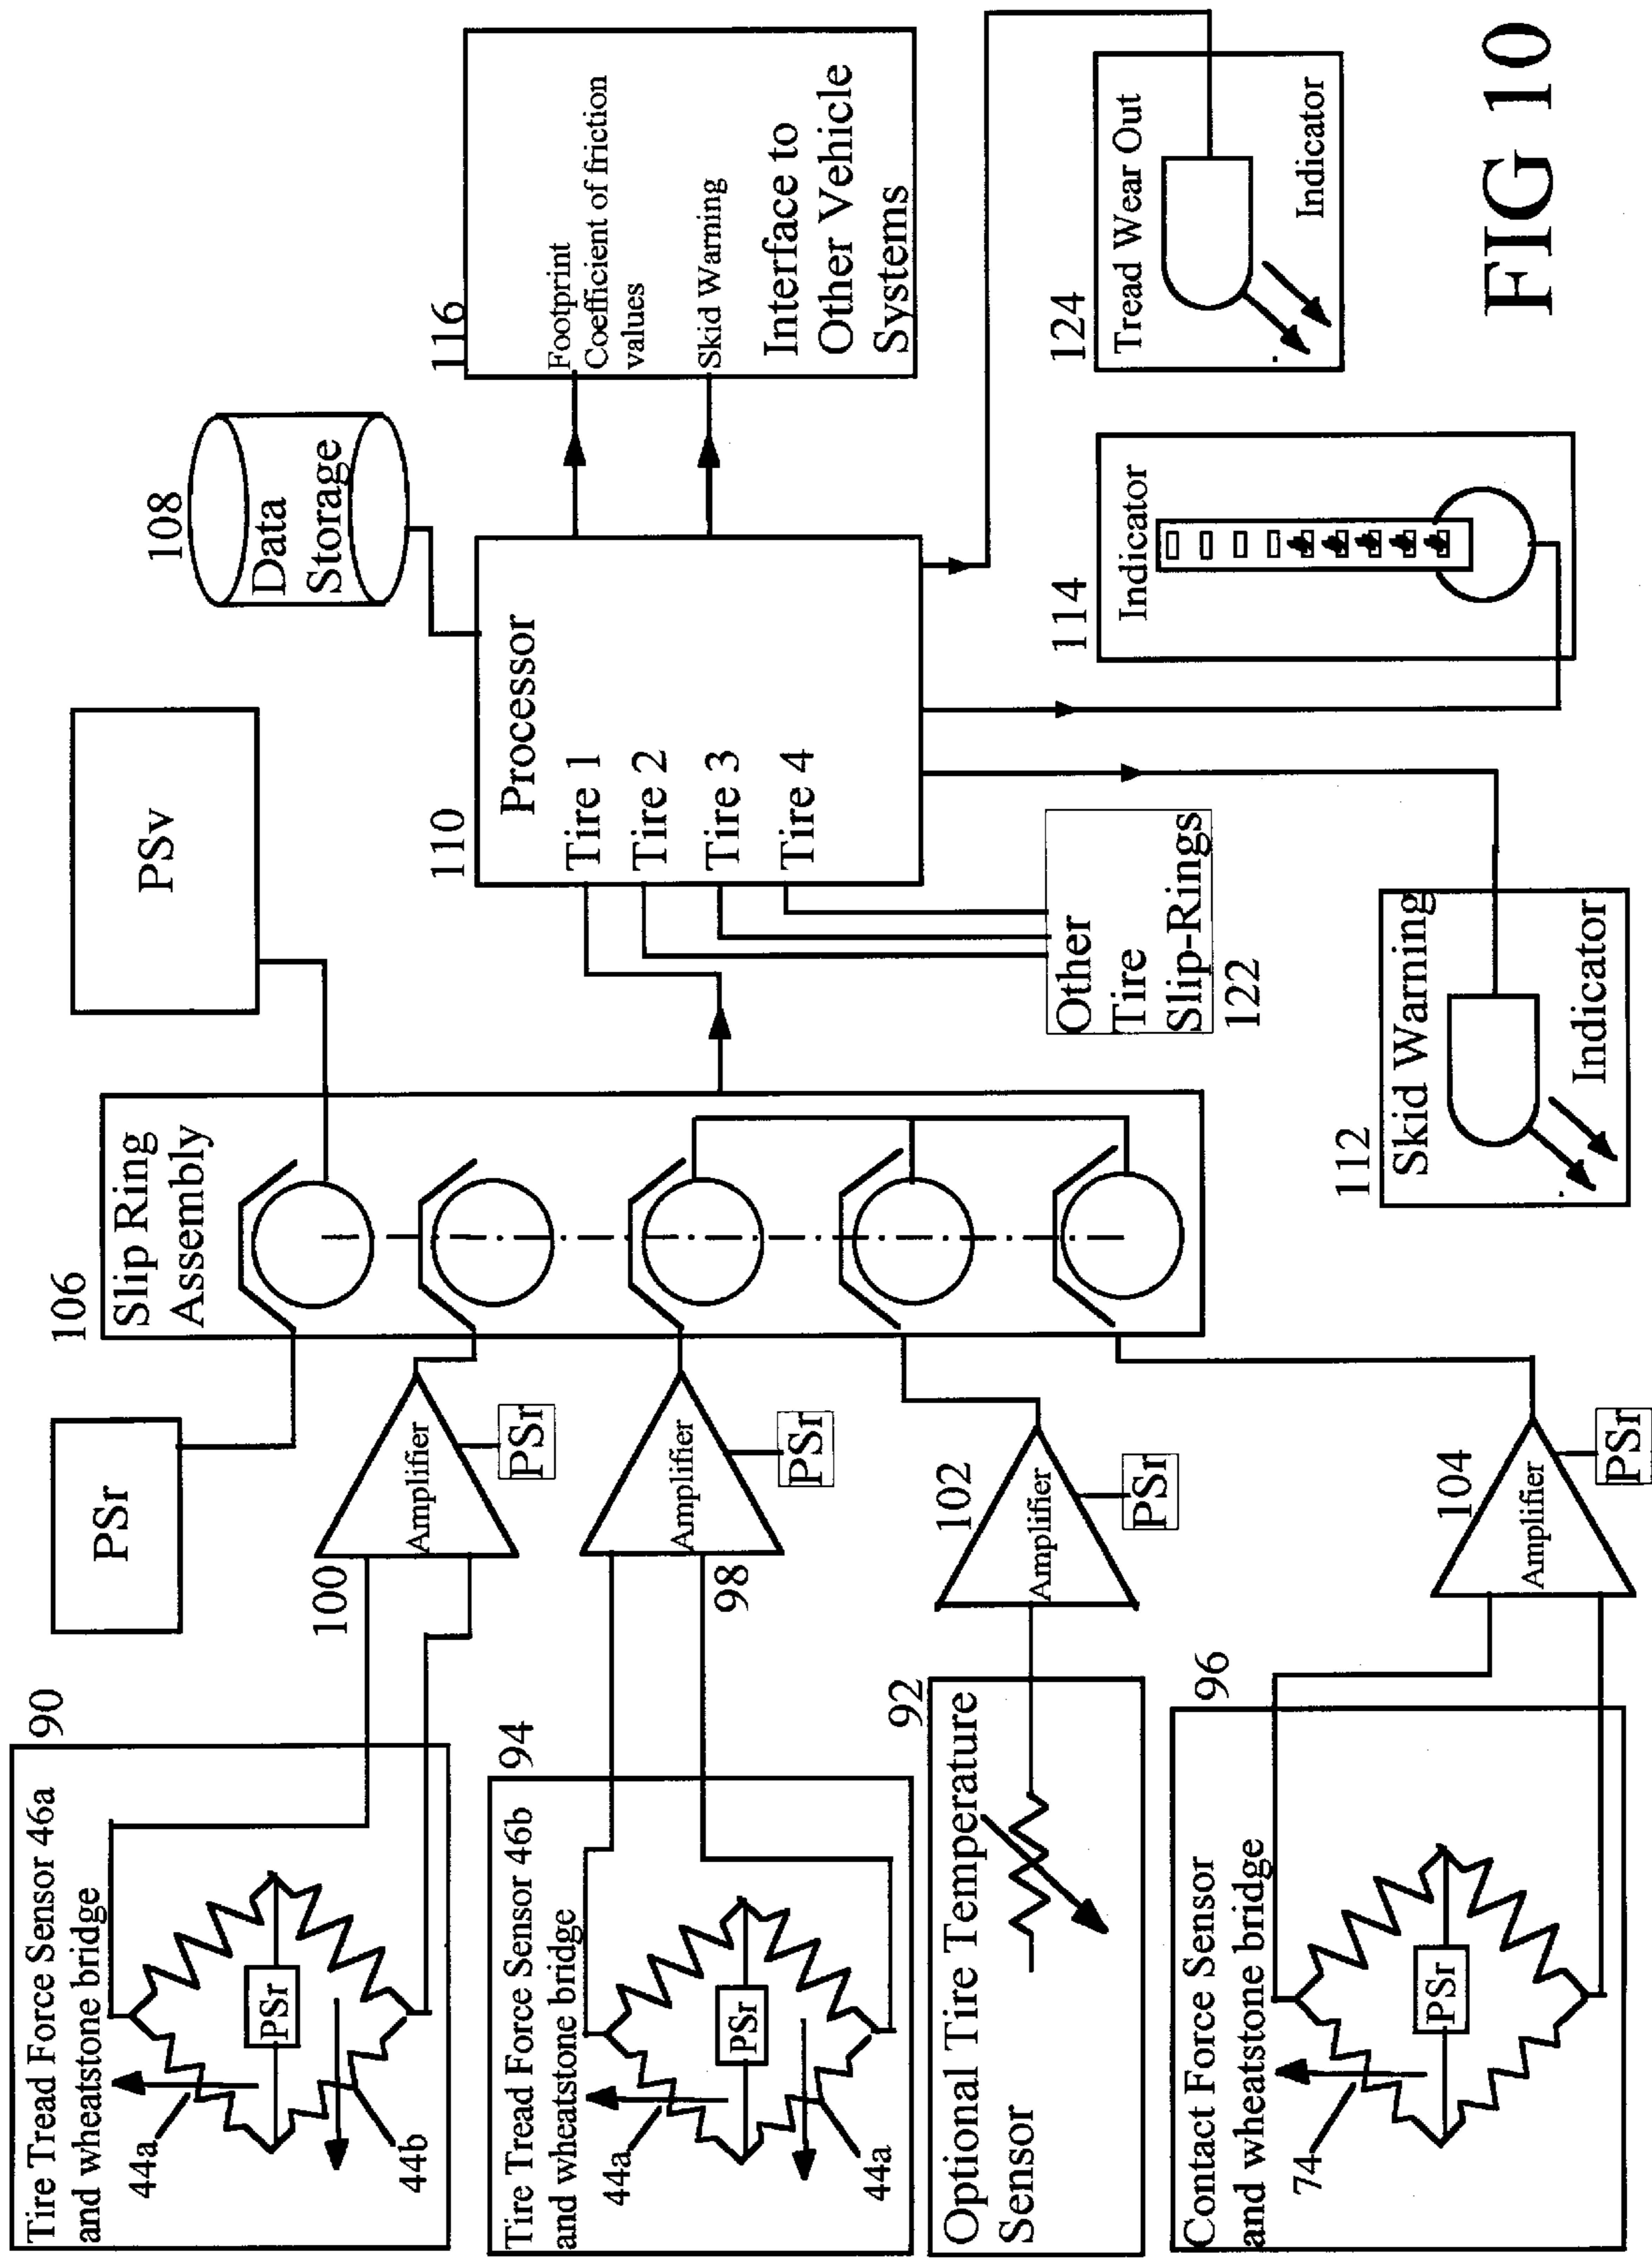 Tire Tread Force Sensor 46a
and wheatstone bridge
90
44a
PSr
44b
Tire Tread Force Sensor 46b
and wheatstone bridge
94
44a
PSr
44a
Optional Tire Temperature
Sensor
92
Contact Force Sensor
and wheatstone bridge
96
74
PSr
PSr
100
Amplifier
PSr
98
Amplifier
PSr
102
Amplifier
PSr
104
Amplifier
PSr
106
Slip Ring
Assembly
PSv
110
Processor
Tire 1
Tire 2
Tire 3
Tire 4
Other
Tire
Slip-Rings
122
108
Data
Storage
116
Footprint
Coefficient of friction
values
Skid Warning
Interface to
Other Vehicle
Systems
112
Skid Warning
Indicator
114
Indicator
124
Tread Wear Out
Indicator
FIG 10